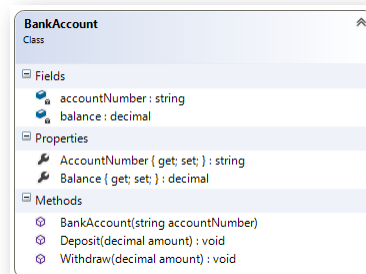 BankAccount
Class
Fields
accountNumber : string
balance : decimal
Properties
AccountNumber { get; set; } : string
Balance { get; set; } : decimal
Methods
BankAccount(string accountNumber)
Deposit(decimal amount) : void
Withdraw(decimal amount) : void